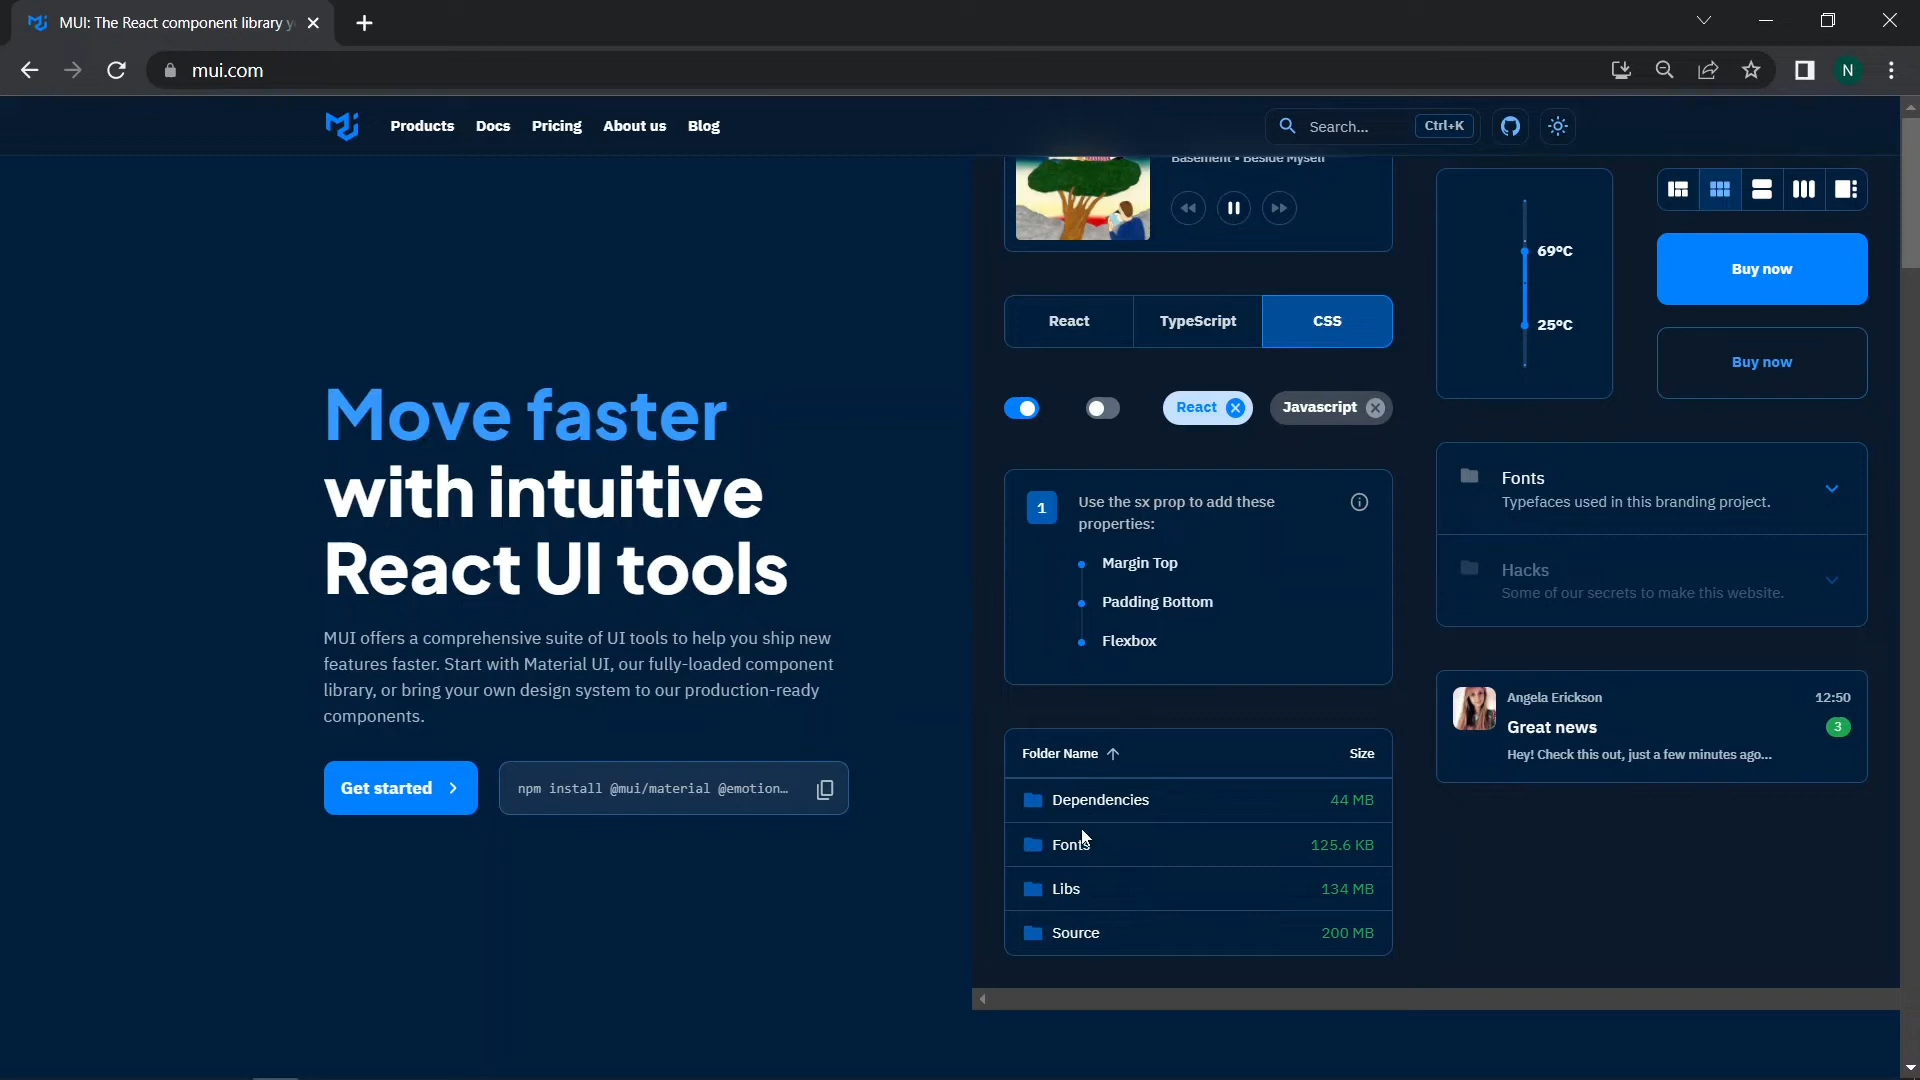 MUI: The React component library y
mui.com
N
Products Docs Pricing About us Blog
Search... Ctrl+K
Basement • Beside Myself
React TypeScript CSS
React Javascript
1 Use the sx prop to add these
properties:
Margin Top
Padding Bottom
Flexbox
Folder Name Size
Dependencies 44 MB
Fonts 125.6 KB
Libs 134 MB
Source 200 MB
69°C
25°C
Buy now
Buy now
Fonts
Typefaces used in this branding project.
Hacks
Some of our secrets to make this website.
Angela Erickson 12:50
Great news 3
Hey! Check this out, just a few minutes ago...
Move faster
with intuitive
React UI tools
MUI offers a comprehensive suite of UI tools to help you ship new
features faster. Start with Material UI, our fully-loaded component
library, or bring your own design system to our production-ready
components.
Get started
npm install @mui/material @emotion...